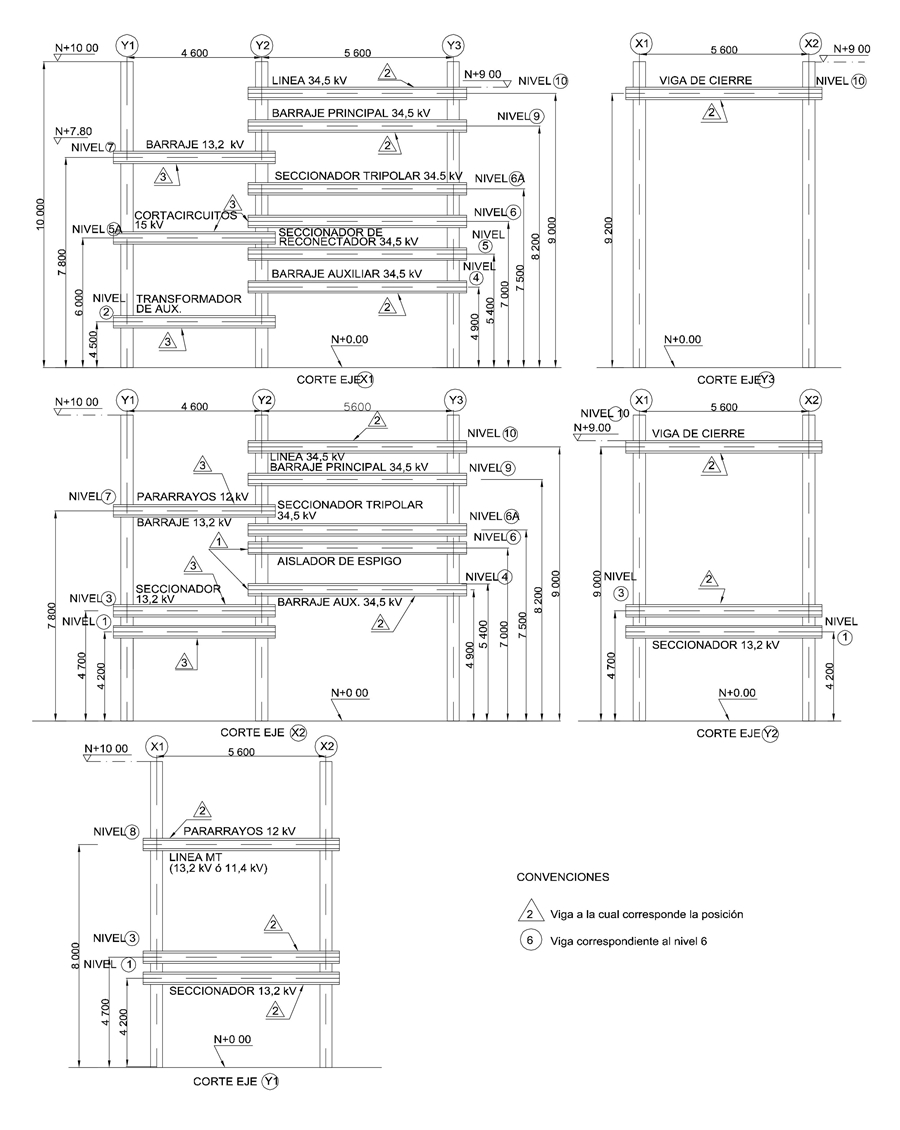 N+10 00
Y1
4 600
Y2
5 600
Y3
N+9 00
NIVEL 10
LINEA 34,5 kV
2
BARRAJE PRINCIPAL 34,5 kV
NIVEL 9
2
N+7.80
NIVEL 7
BARRAJE 13,2 kV
3
SECCIONADOR TRIPOLAR 34.5 kV
NIVEL 6A
3
CORTACIRCUITOS
15 kV
NIVEL 5A
NIVEL 6
SECCIONADOR DE
RECONECTADOR 34,5 kV
NIVEL
5
BARRAJE AUXILIAR 34,5 kV
NIVEL
4
2
NIVEL
2
TRANSFORMADOR
DE AUX.
3
10 000
7 800
6 000
4 500
4 900
5 400
7 000
7 500
8 200
9 000
N+0.00
CORTE EJE X1
X1
5 600
X2
N+9 00
VIGA DE CIERRE
NIVEL 10
2
9 200
N+0.00
CORTE EJE Y3
N+10 00
Y1
4 600
Y2
5600
Y3
2
NIVEL 10
LINEA 34,5 kV
BARRAJE PRINCIPAL 34,5 kV
NIVEL 9
3
NIVEL 7
PARARRAYOS 12 kV
BARRAJE 13,2 kV
SECCIONADOR TRIPOLAR
34,5 kV
NIVEL 6A
NIVEL 6
1
AISLADOR DE ESPIGO
3
SECCIONADOR
13,2 kV
NIVEL 4
BARRAJE AUX. 34,5 kV
2
NIVEL 3
NIVEL 1
3
7 800
4 700
4 200
4 900
5 400
7 000
7 500
8 200
9 000
N+0 00
CORTE EJE X2
NIVEL 10
X1
5 600
X2
N+9.00
VIGA DE CIERRE
2
NIVEL
3
2
NIVEL
1
SECCIONADOR 13,2 kV
9 000
4 700
4 200
N+0.00
CORTE EJE Y2
N+10 00
X1
5 600
X2
2
NIVEL 8
PARARRAYOS 12 kV
LINEA MT
(13,2 kV ó 11,4 kV)
2
NIVEL 3
NIVEL 1
SECCIONADOR 13,2 kV
2
8 000
4 700
4 200
N+0 00
CORTE EJE Y1
CONVENCIONES
2 Viga a la cual corresponde la posición
6 Viga correspondiente al nivel 6